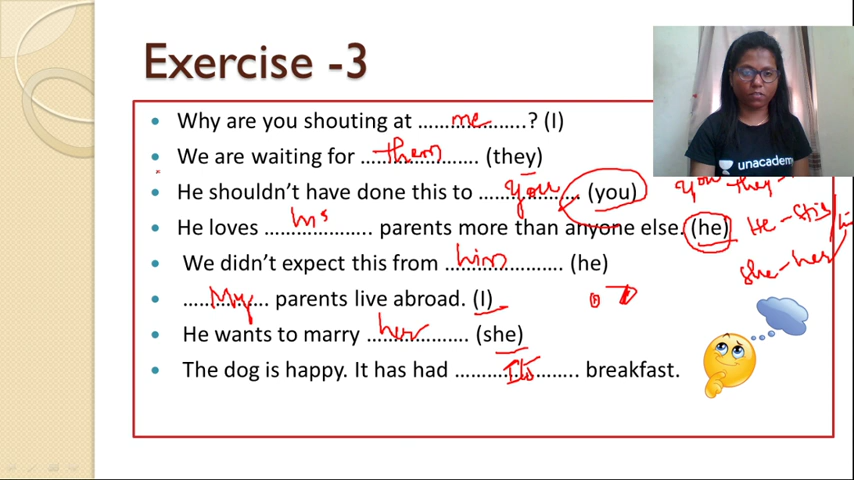 Exercise -3
Why are you shouting at ......me......? (I)
We are waiting for ......them...... (they)
He shouldn't have done this to ......you...... (you)
you they
He loves ......his...... parents more than anyone else. (he) He
We didn't expect this from ......him...... (he) she - her
......My...... parents live abroad. (I)
He wants to marry ......her...... (she)
The dog is happy. It has had ......Its...... breakfast.
unacademy